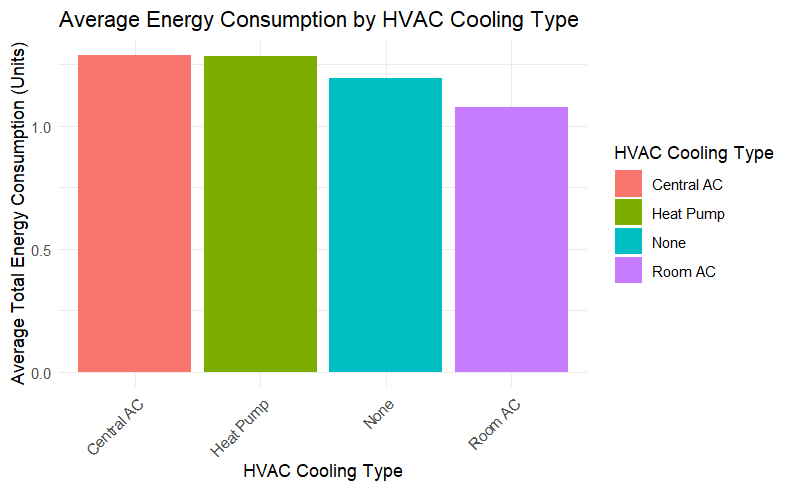 Average Energy Consumption by HVAC Cooling Type
Average Total Energy Consumption (Units)
1.0
0.5
0.0
Central AC
Heat Pump
None
Room AC
HVAC Cooling Type
HVAC Cooling Type
Central AC
Heat Pump
None
Room AC